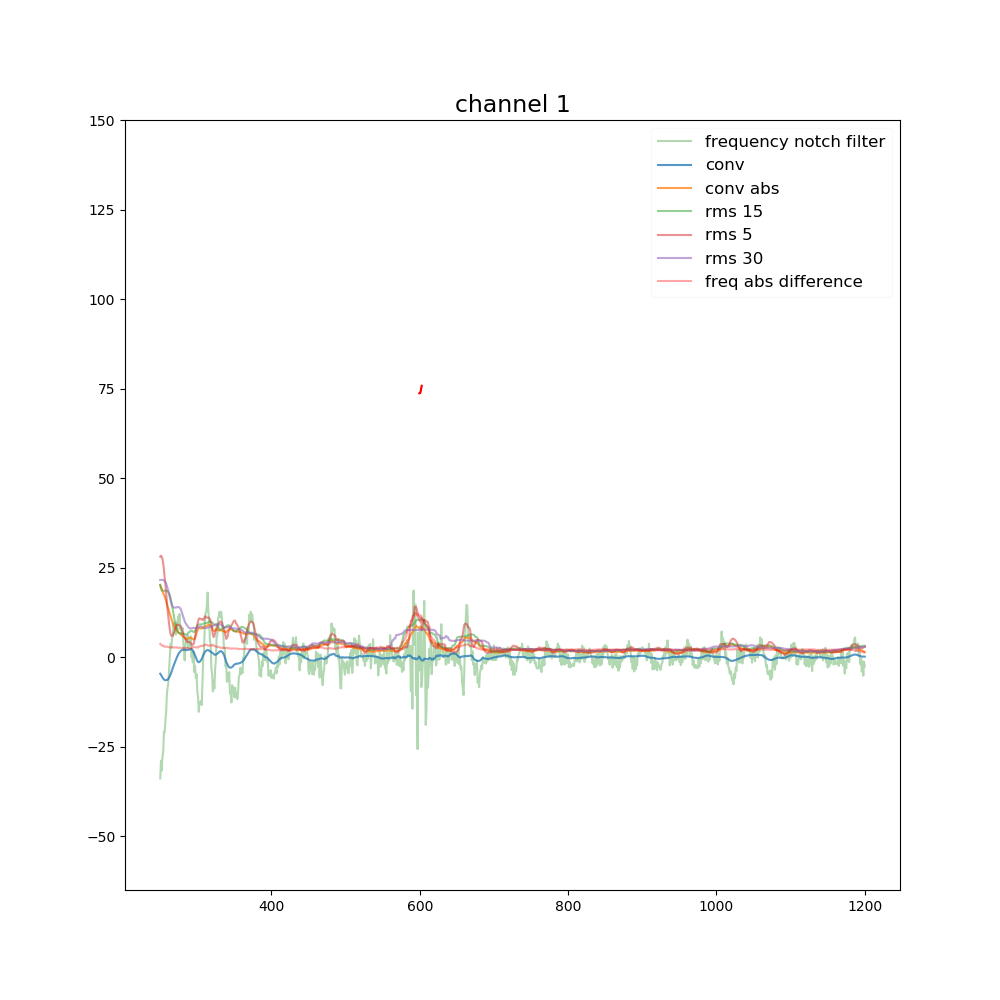 channel 1
150
125
100
75
50
25
0
−25
−50
400 600 800 1000 1200
frequency notch filter
conv
conv abs
rms 15
rms 5
rms 30
freq abs difference